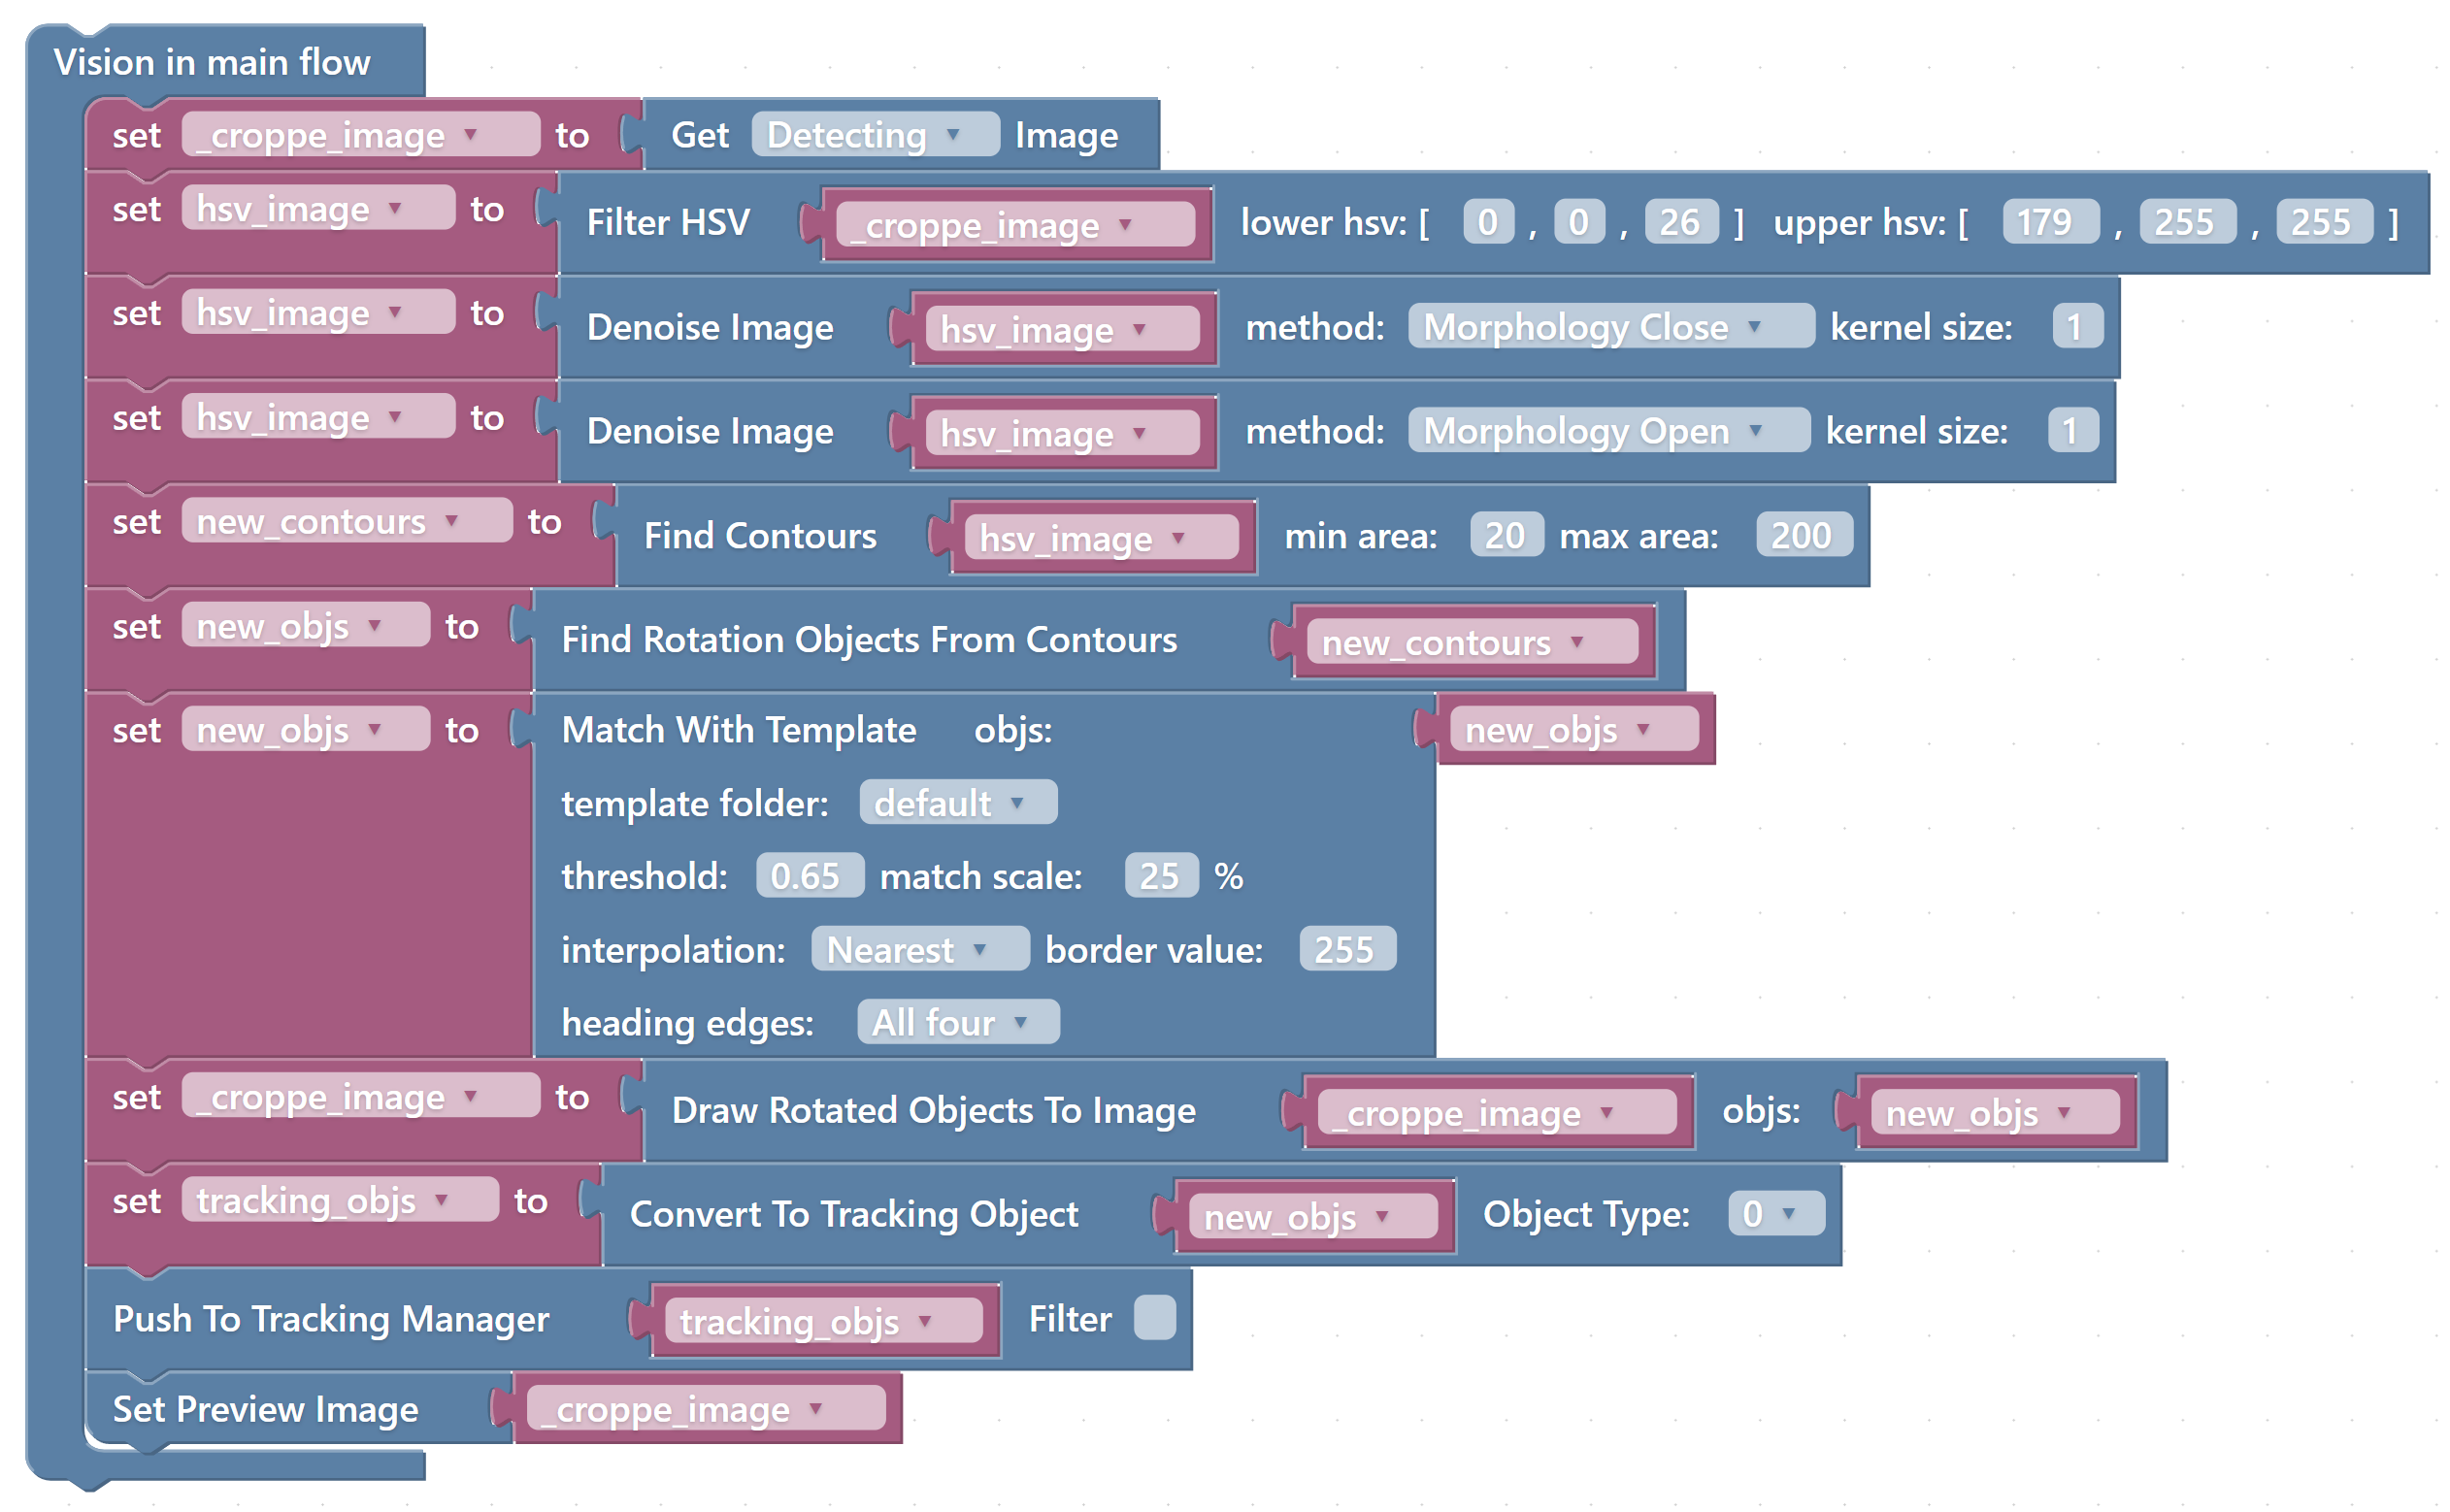 Vision in main flow
set _croppe_image to Get Detecting Image
set hsv_image to Filter HSV _croppe_image lower hsv: [ 0 , 0 , 26 ] upper hsv: [ 179 , 255 , 255 ]
set hsv_image to Denoise Image hsv_image method: Morphology Close kernel size: 1
set hsv_image to Denoise Image hsv_image method: Morphology Open kernel size: 1
set new_contours to Find Contours hsv_image min area: 20 max area: 200
set new_objs to Find Rotation Objects From Contours new_contours
set new_objs to Match With Template objs: new_objs
template folder: default
threshold: 0.65 match scale: 25 %
interpolation: Nearest border value: 255
heading edges: All four
set _croppe_image to Draw Rotated Objects To Image _croppe_image objs: new_objs
set tracking_objs to Convert To Tracking Object new_objs Object Type: 0
Push To Tracking Manager tracking_objs Filter
Set Preview Image _croppe_image